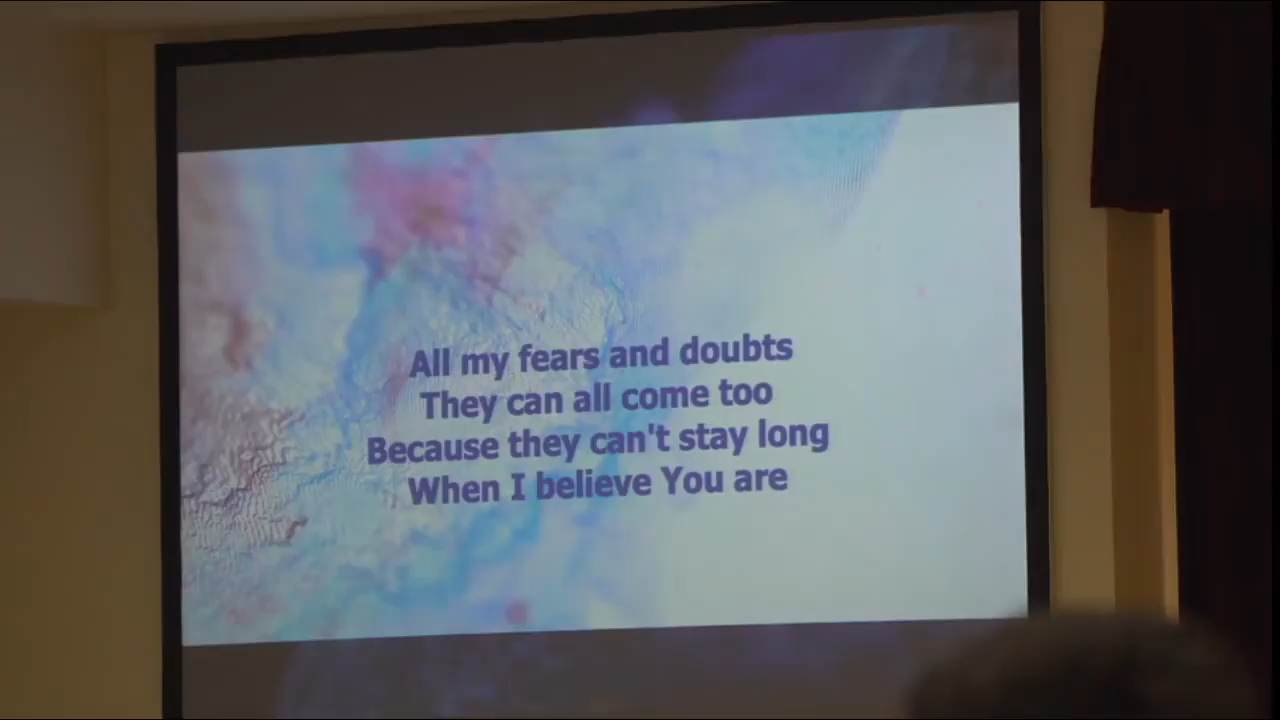 All my fears and doubts
They can all come too
Because they can't stay long
When I believe You are